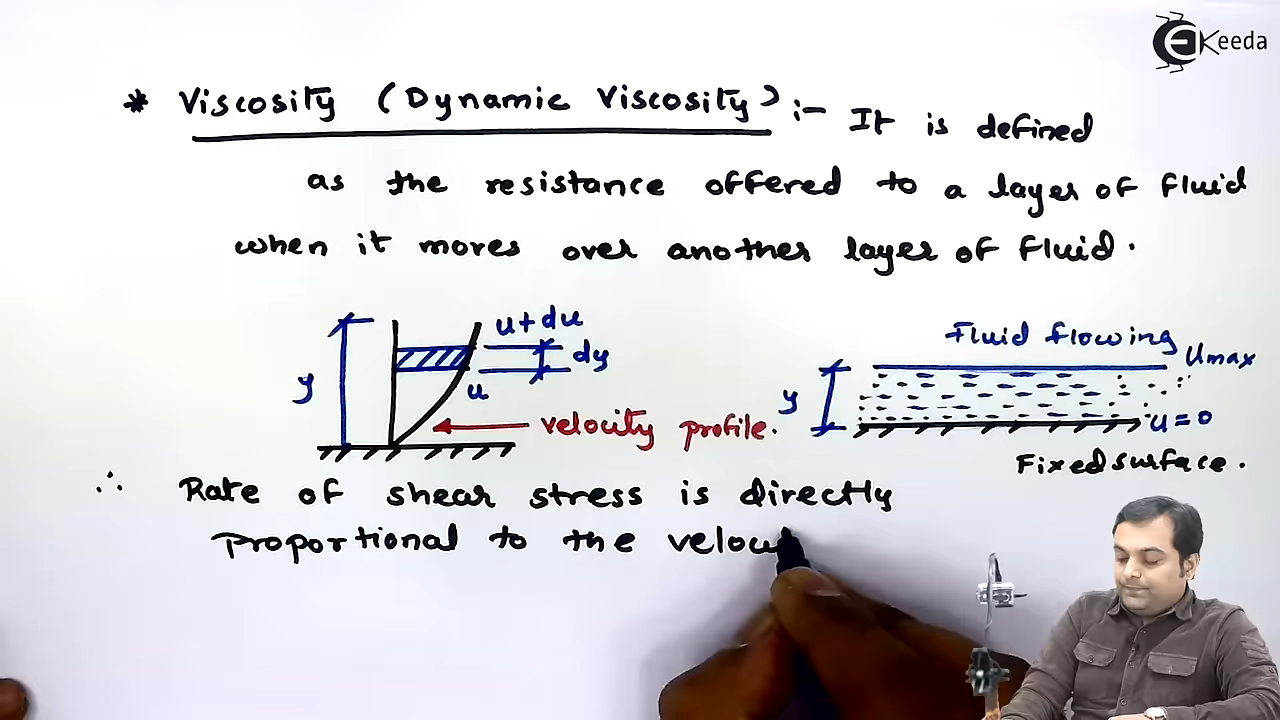 EKeeda
* Viscosity (Dynamic Viscosity) :- It is defined
as the resistance offered to a layer of fluid
when it moves over another layer of fluid.
u+du
dy
y
u
velocity profile.
Fluid flowing
Umax
y
u=0
Fixed surface.
∴ Rate of shear stress is directly
proportional to the